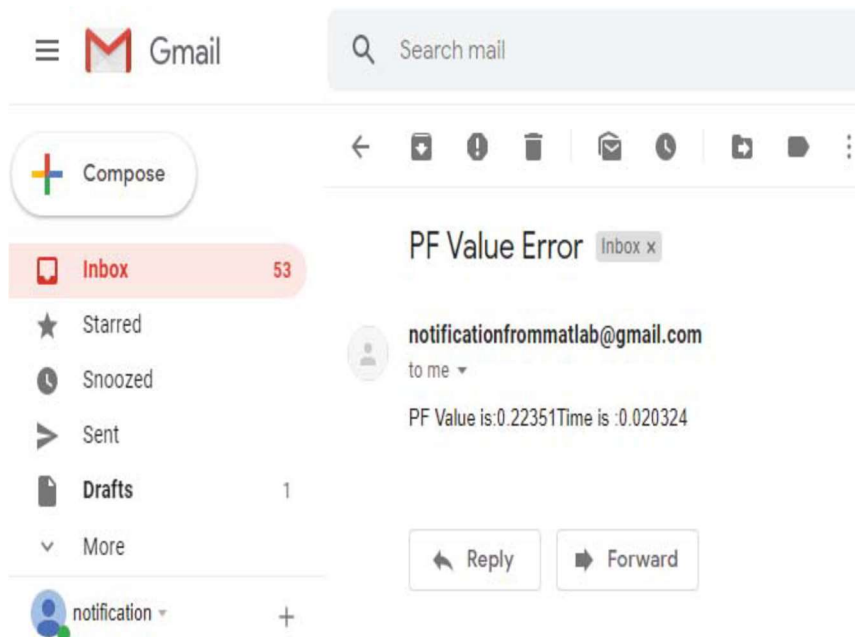 Gmail
Search mail
Compose
Inbox 53
Starred
Snoozed
Sent
Drafts 1
More
notification
PF Value Error Inbox x
notificationfrommatlab@gmail.com
to me
PF Value is:0.22351Time is :0.020324
Reply Forward